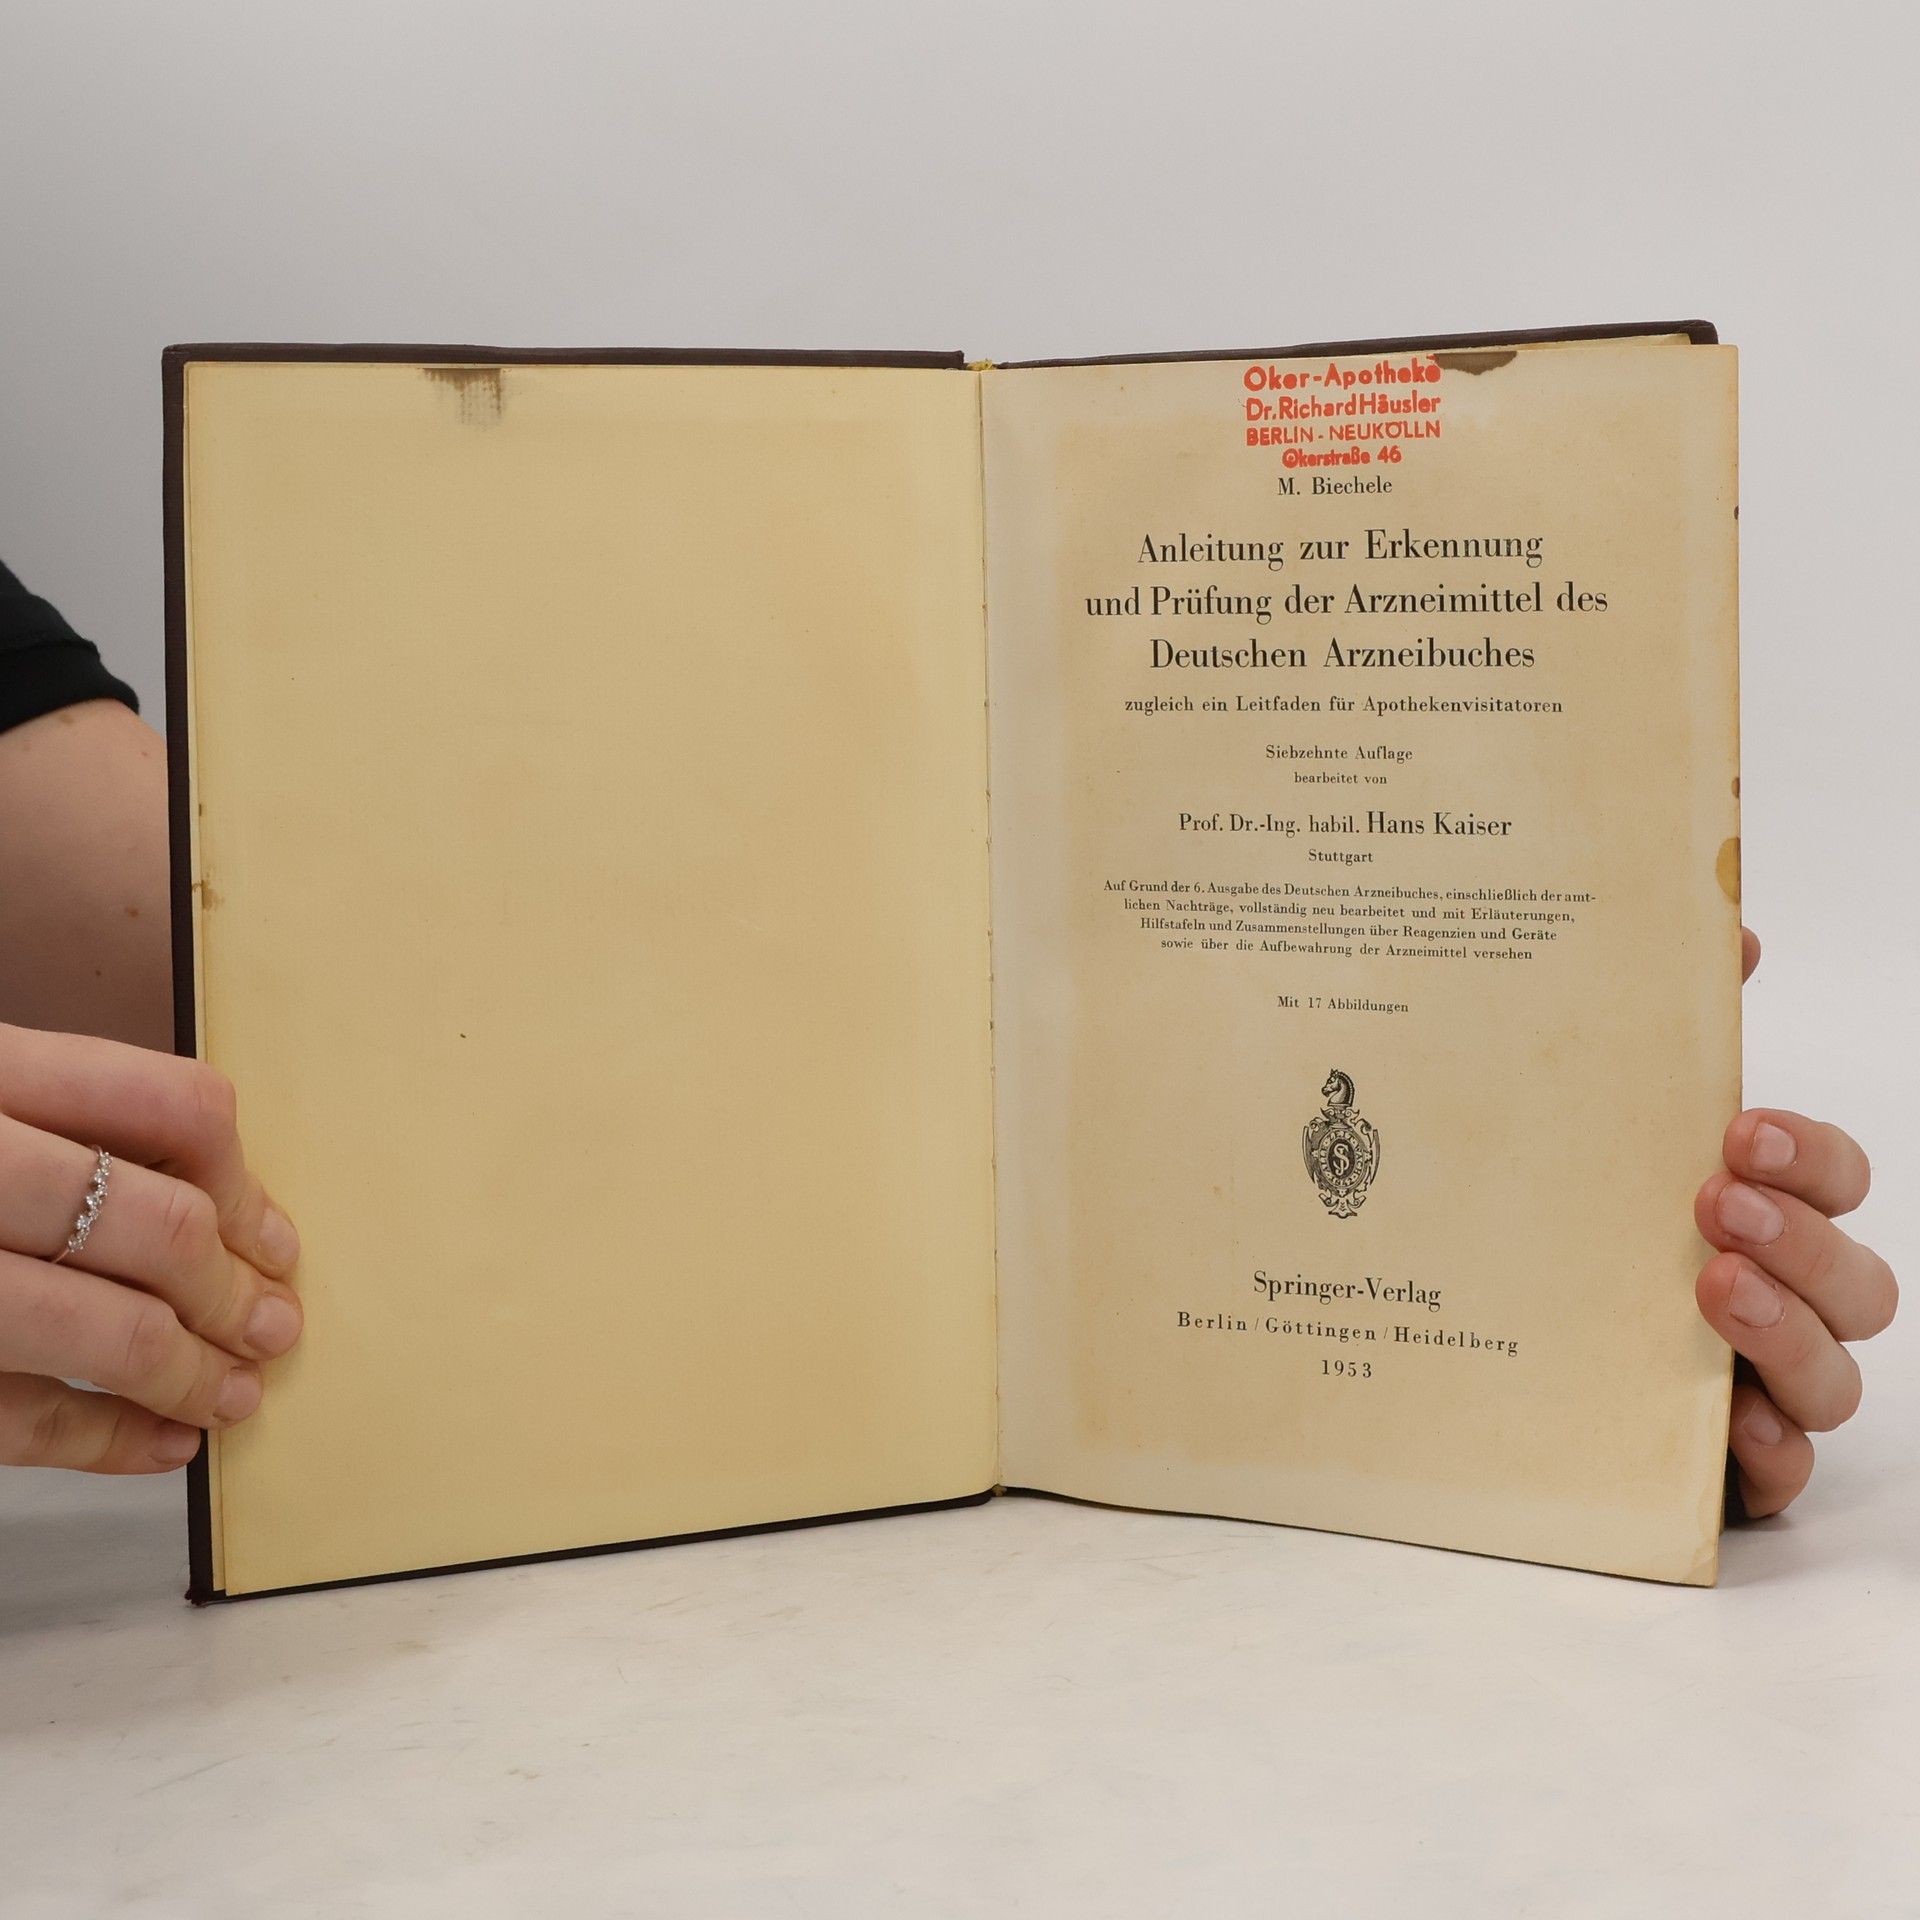 Oker-Apotheke
Dr. Richard Häusler
BERLIN - NEUKÖLLN
Okerstraße 46
M. Biechele
Anleitung zur Erkennung
und Prüfung der Arzneimittel des
Deutschen Arzneibuches
zugleich ein Leitfaden für Apothekenvisitatoren
Siebzehnte Auflage
bearbeitet von
Prof. Dr.-Ing. habil. Hans Kaiser
Stuttgart
Auf Grund der 6. Ausgabe des Deutschen Arzneibuches, einschließlich der amt-
lichen Nachträge, vollständig neu bearbeitet und mit Erläuterungen,
Hilfstafeln und Zusammenstellungen über Reagenzien und Geräte
sowie über die Aufbewahrung der Arzneimittel versehen
Mit 17 Abbildungen
Springer-Verlag
Berlin / Göttingen / Heidelberg
1953